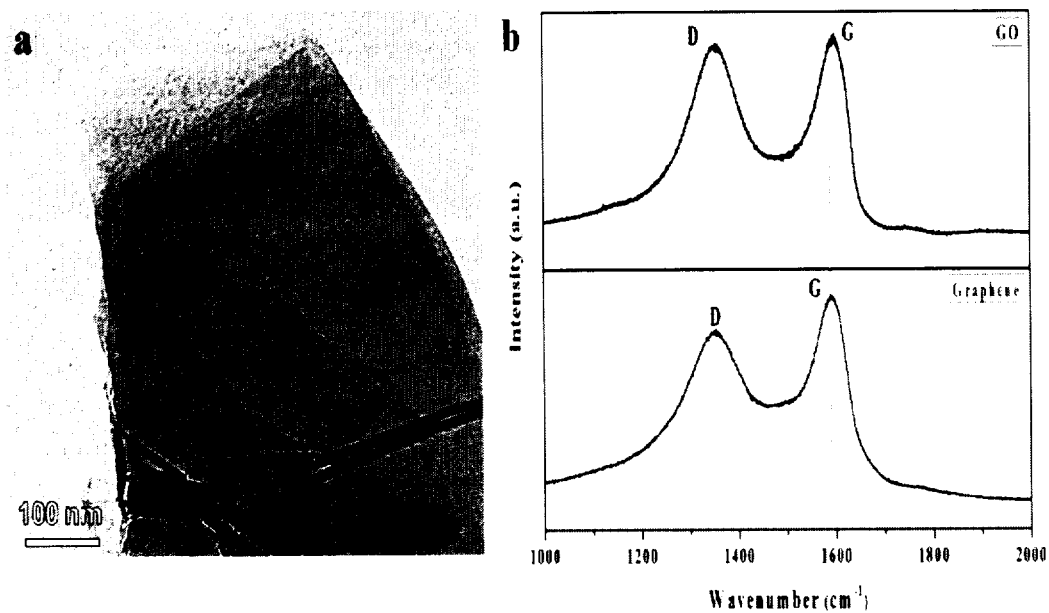 a
100 nm
b
D
G
GO
Intensity (a.u.)
D
G
Graphene
1000
1200
1400
1600
1800
2000
Wavenumber (cm⁻¹)